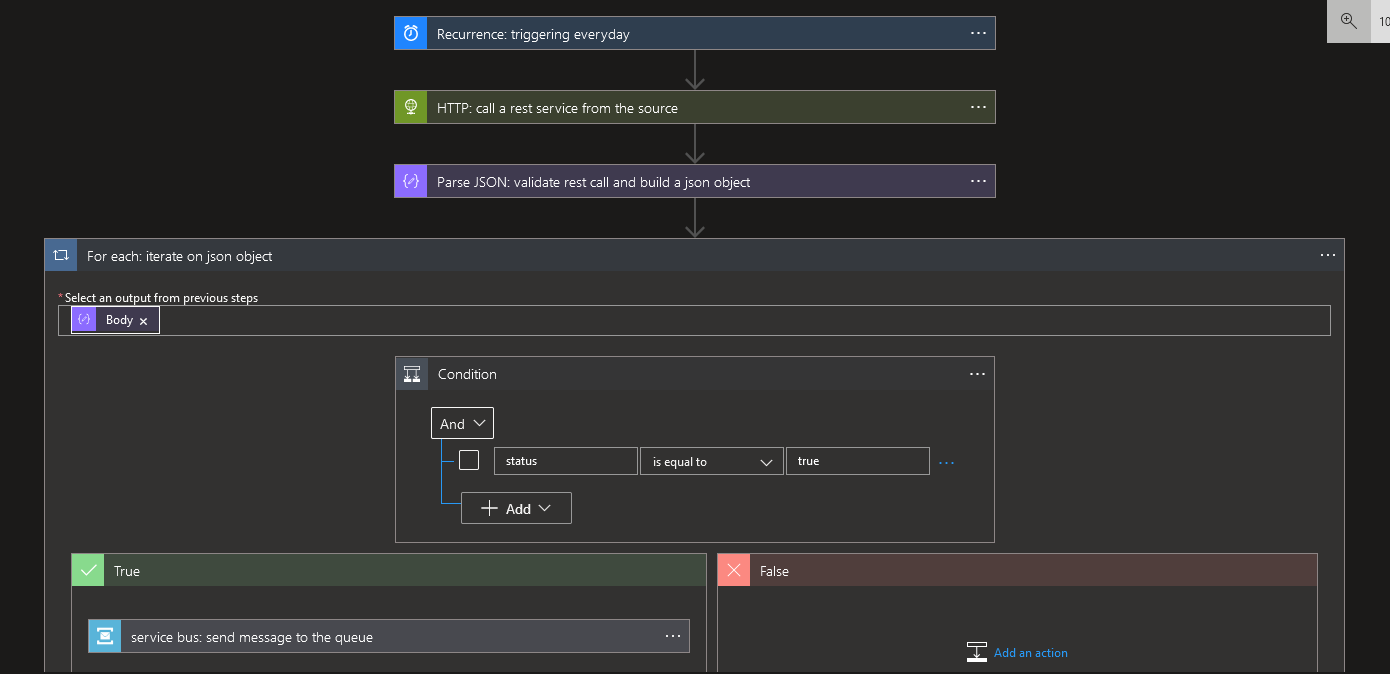 10
Recurrence: triggering everyday
HTTP: call a rest service from the source
Parse JSON: validate rest call and build a json object
For each: iterate on json object
* Select an output from previous steps
Body ×
Condition
And
status is equal to true
+ Add
True
False
service bus: send message to the queue
Add an action